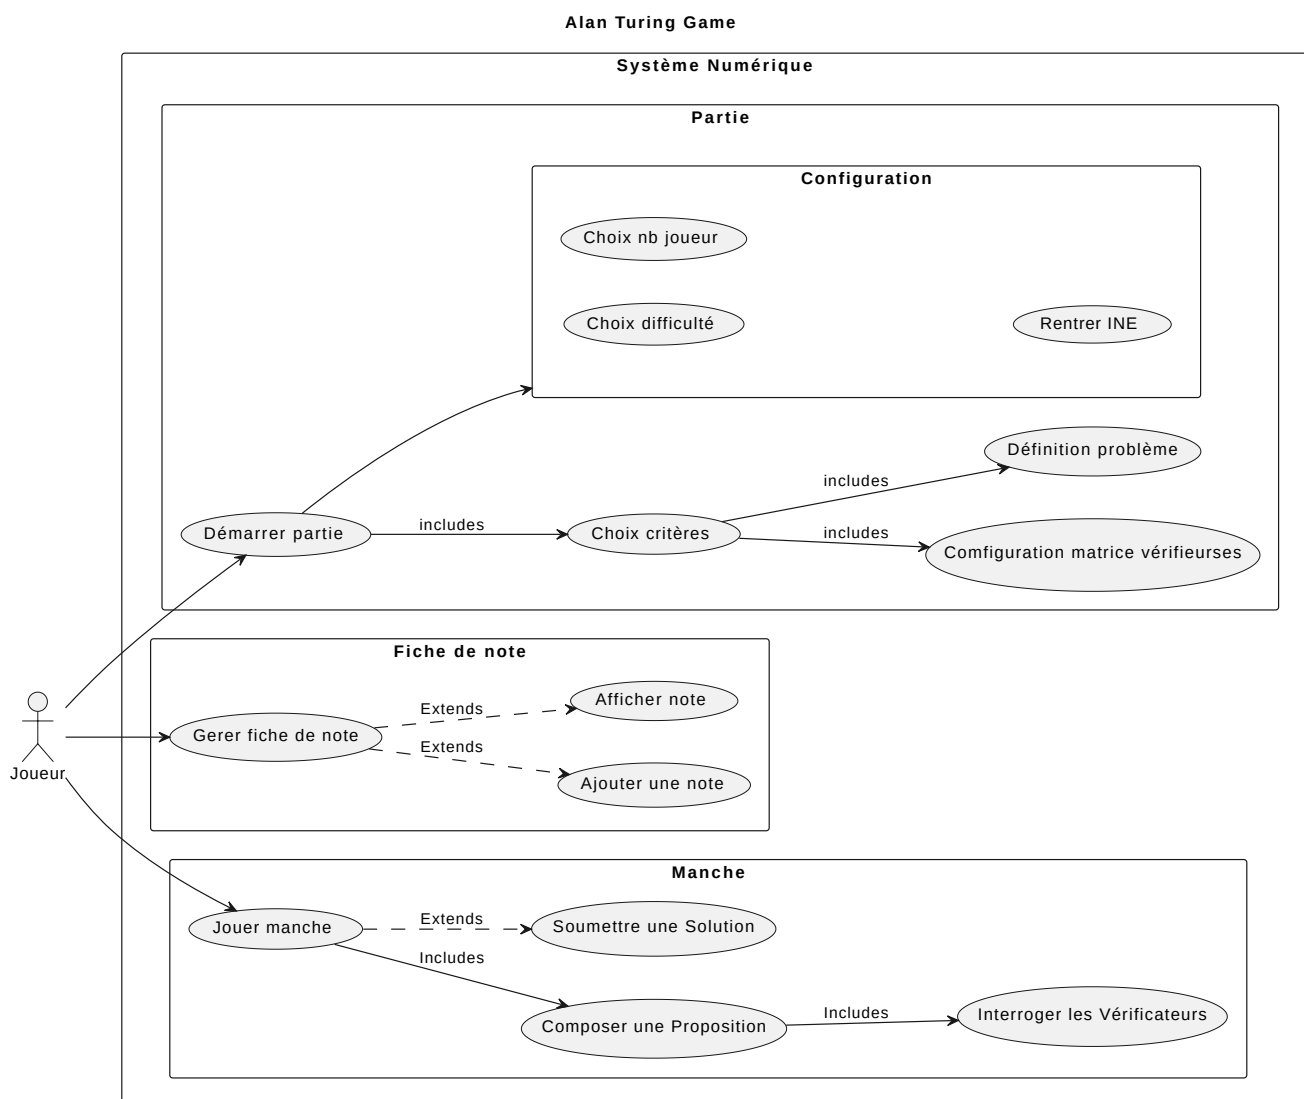 Alan Turing Game
Système Numérique
Partie
Configuration
Choix nb joueur
Choix difficulté
Rentrer INE
Définition problème
includes
Démarrer partie
includes
Choix critères
includes
Comfiguration matrice vérifieurses
Fiche de note
Afficher note
Extends
Gerer fiche de note
Extends
Ajouter une note
Joueur
Manche
Jouer manche
Extends
Soumettre une Solution
Includes
Composer une Proposition
Includes
Interroger les Vérificateurs